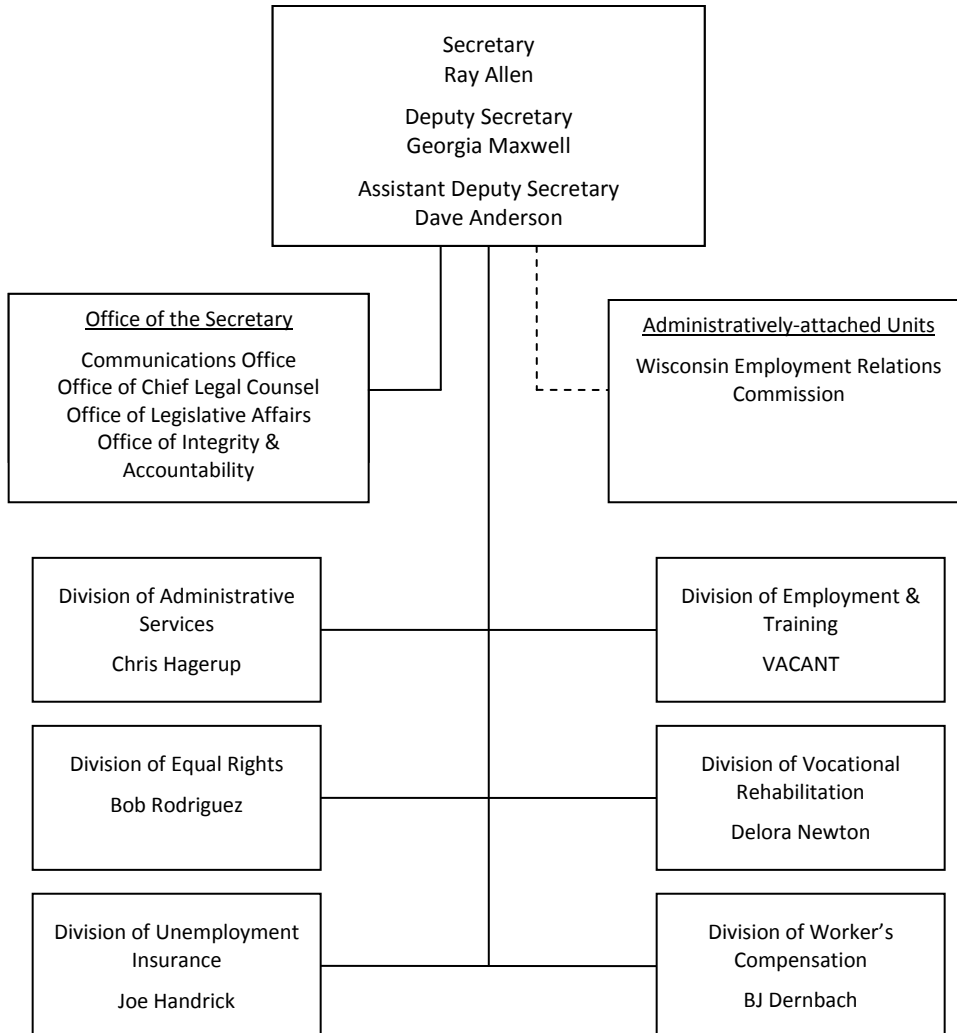 Secretary
Ray Allen
Deputy Secretary
Georgia Maxwell
Assistant Deputy Secretary
Dave Anderson
Office of the Secretary
Communications Office
Office of Chief Legal Counsel
Office of Legislative Affairs
Office of Integrity &
Accountability
Administratively-attached Units
Wisconsin Employment Relations
Commission
Division of Administrative
Services
Chris Hagerup
Division of Employment &
Training
VACANT
Division of Equal Rights
Bob Rodriguez
Division of Vocational
Rehabilitation
Delora Newton
Division of Unemployment
Insurance
Joe Handrick
Division of Worker’s
Compensation
BJ Dernbach